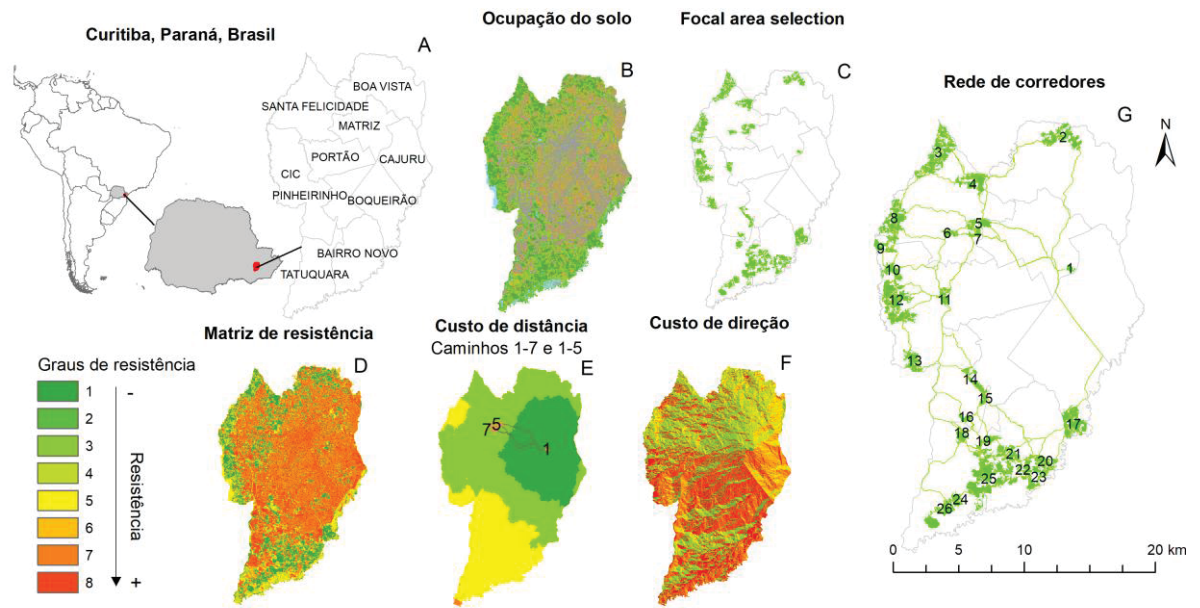 Curitiba, Paraná, Brasil
A
BOA VISTA
SANTA FELICIDADE
MATRIZ
PORTÃO
CAJURU
CIC
PINHEIRINHO
BOQUEIRÃO
BAIRRO NOVO
TATUQUARA
Ocupação do solo
B
Focal area selection
C
Matriz de resistência
D
Graus de resistência
1
2
3
4
5
6
7
8
-
Resistência
+
Custo de distância
Caminhos 1-7 e 1-5
E
7
5
1
Custo de direção
F
Rede de corredores
G
N
2
3
4
5
8
6
7
9
1
10
12
11
13
14
15
16
17
18
19
21
20
22
25
23
24
26
0
5
10
20 km